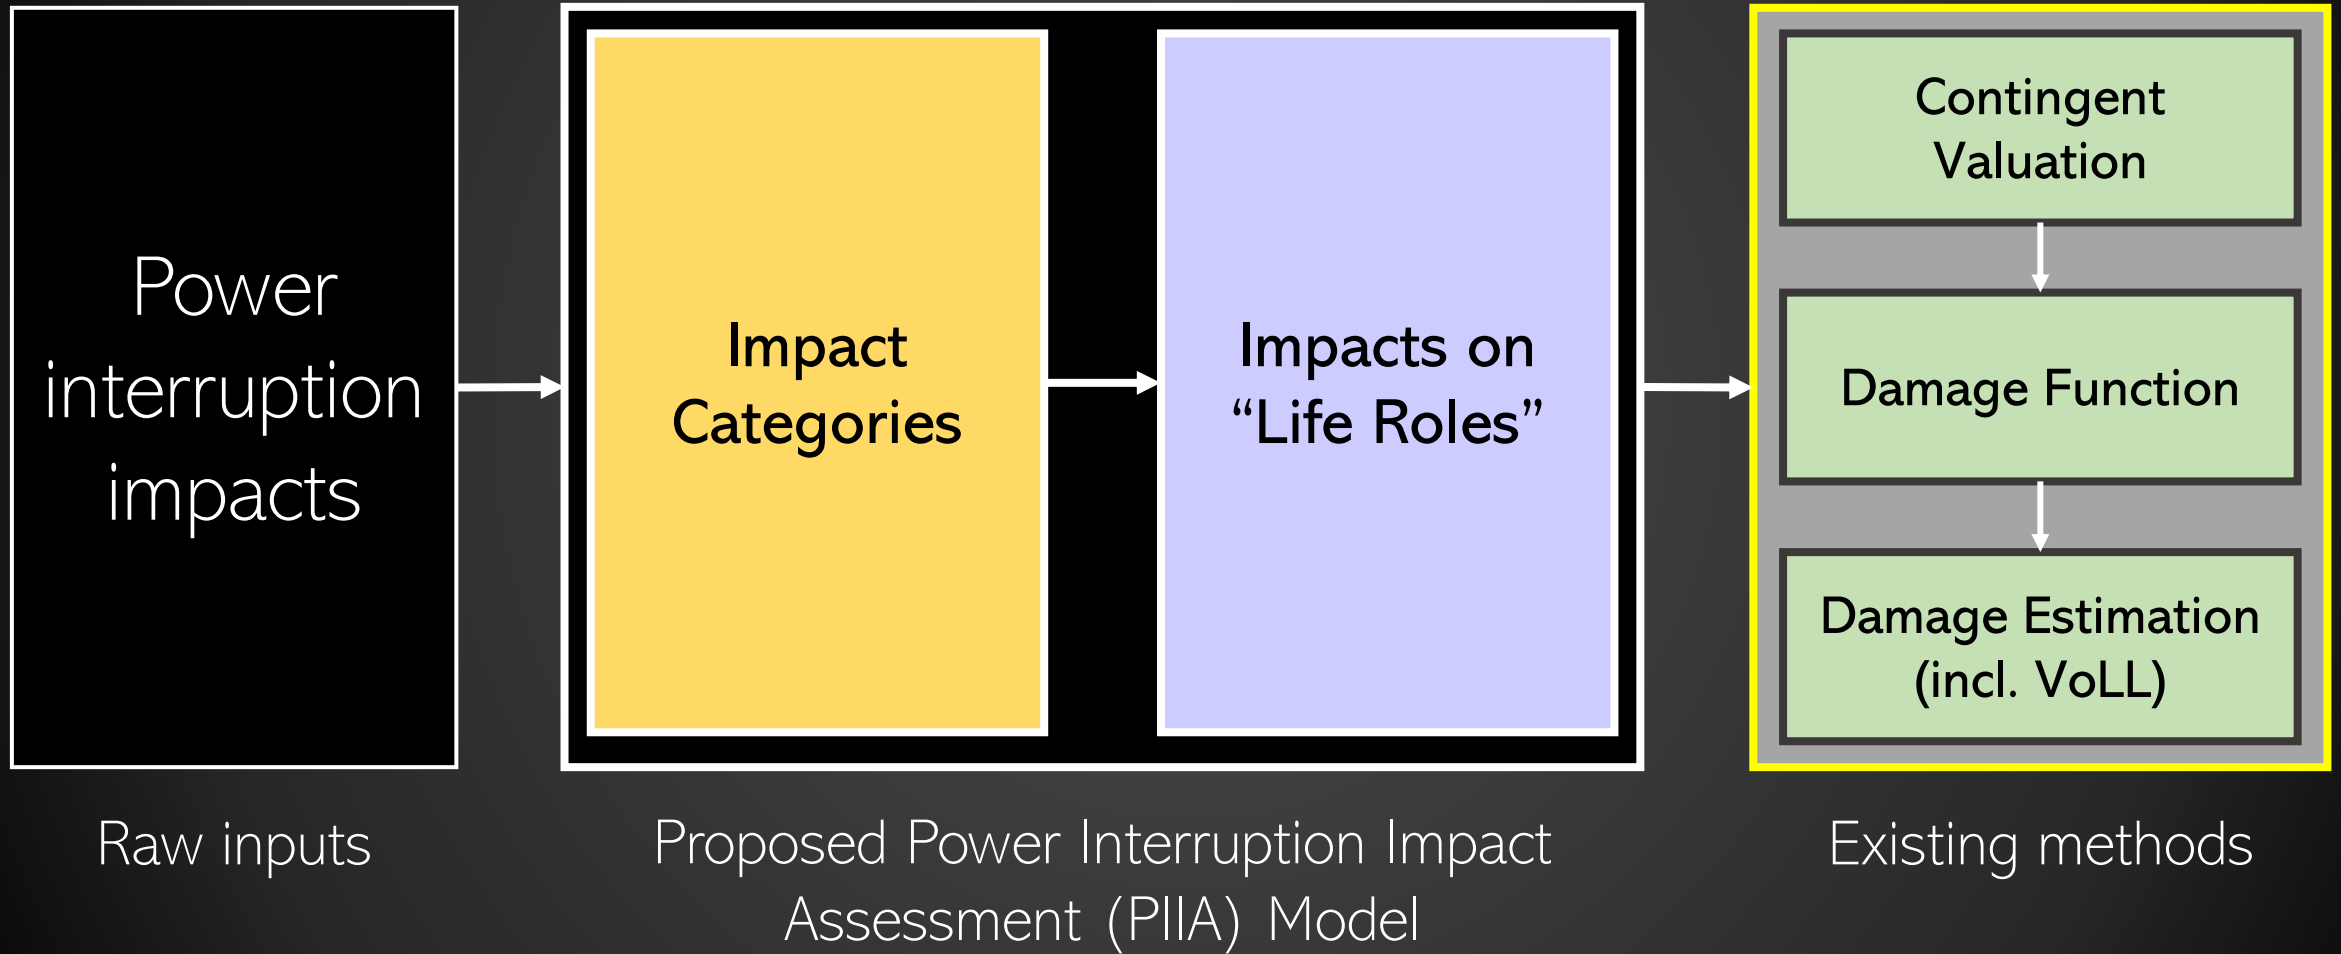 Power
interruption
impacts
Impact
Categories
Impacts on
“Life Roles”
Contingent
Valuation
Damage Function
Damage Estimation
(incl. VoLL)
Raw inputs
Proposed Power Interruption Impact
Assessment (PIIA) Model
Existing methods